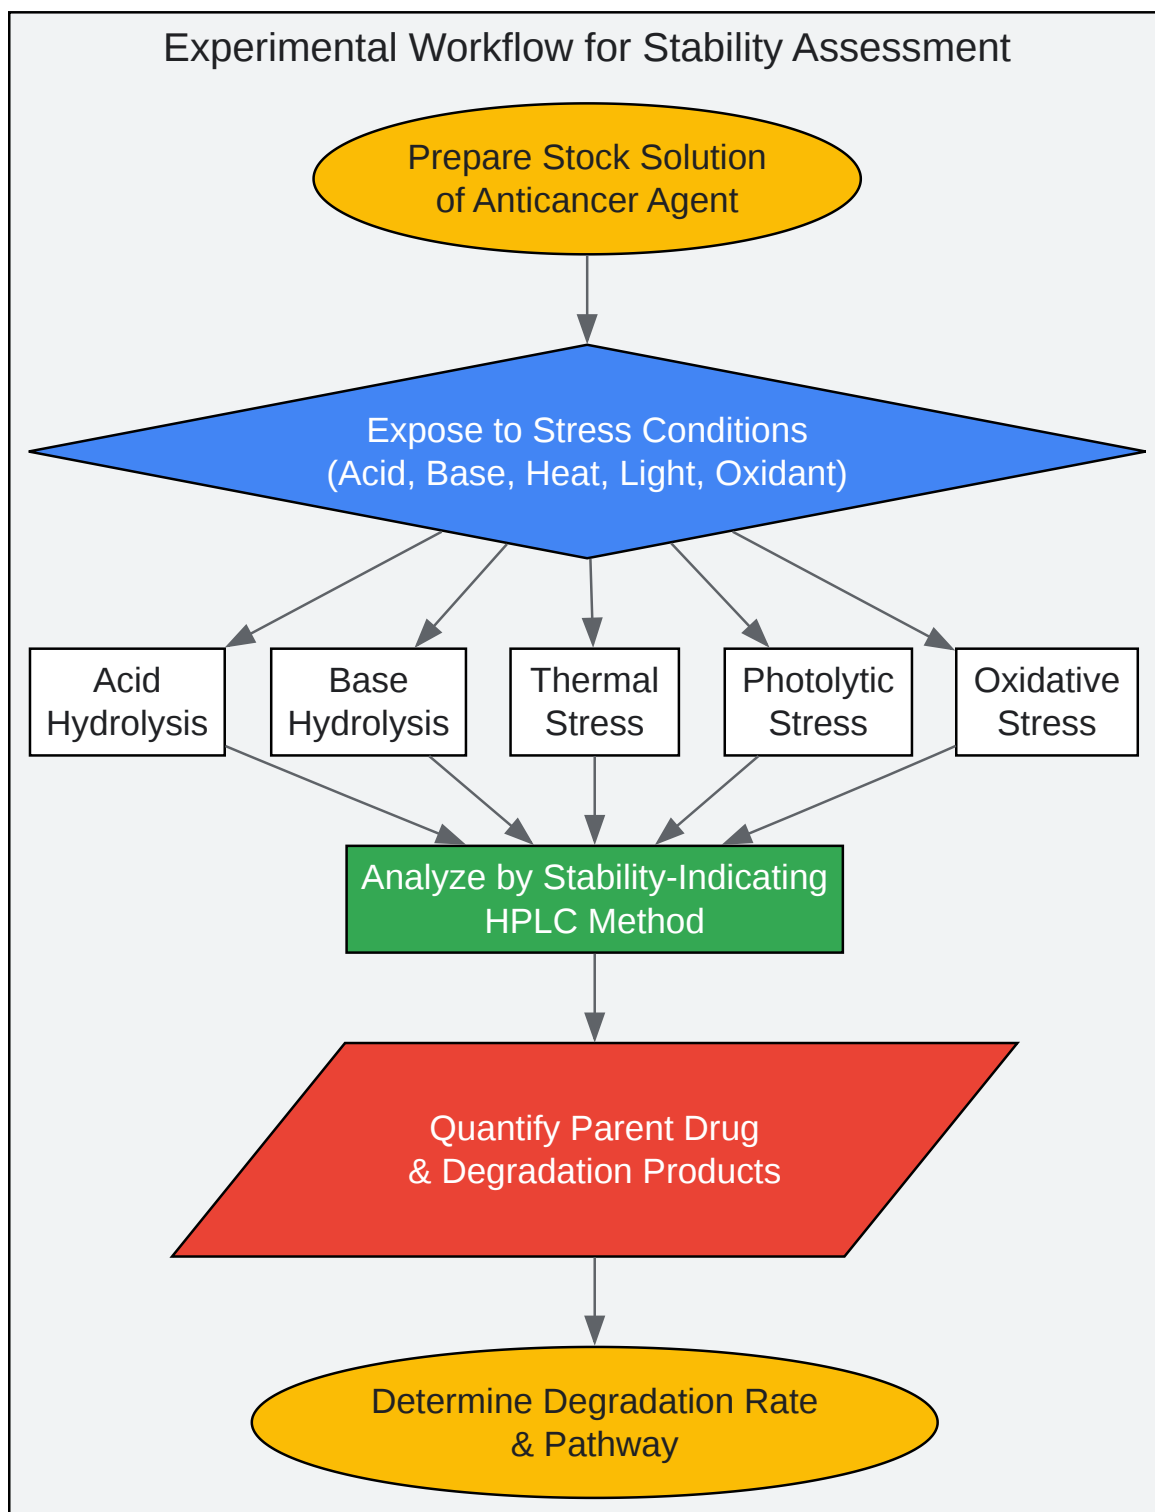 Experimental Workflow for Stability Assessment
Prepare Stock Solution
of Anticancer Agent
Expose to Stress Conditions
(Acid, Base, Heat, Light, Oxidant)
Acid
Hydrolysis
Base
Hydrolysis
Thermal
Stress
Photolytic
Stress
Oxidative
Stress
Analyze by Stability-Indicating
HPLC Method
Quantify Parent Drug
& Degradation Products
Determine Degradation Rate
& Pathway